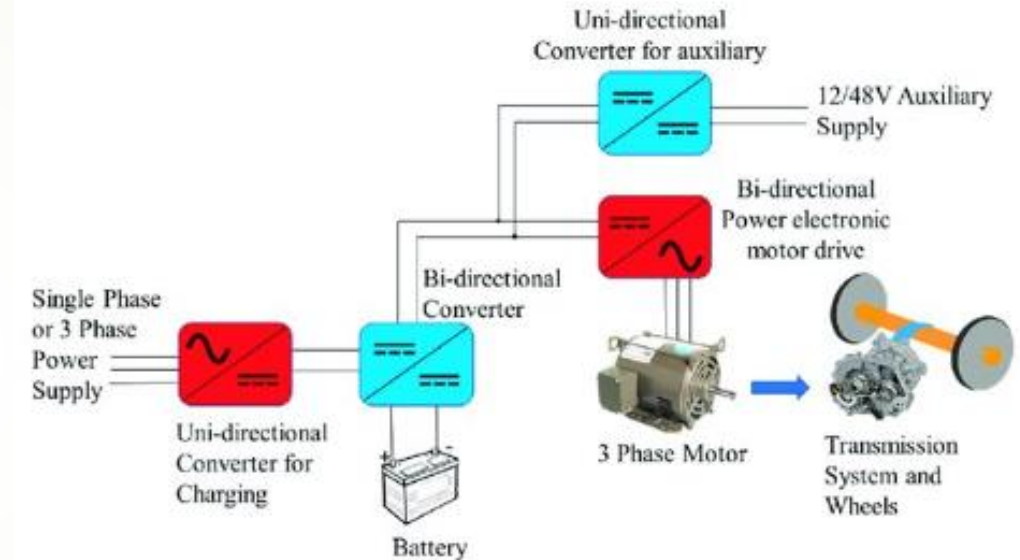 Uni-directional
Converter for auxiliary
12/48V Auxiliary
Supply
Bi-directional
Power electronic
motor drive
Bi-directional
Converter
Single Phase
or 3 Phase
Power
Supply
Uni-directional
Converter for
Charging
+
-
Battery
3 Phase Motor
Transmission
System and
Wheels